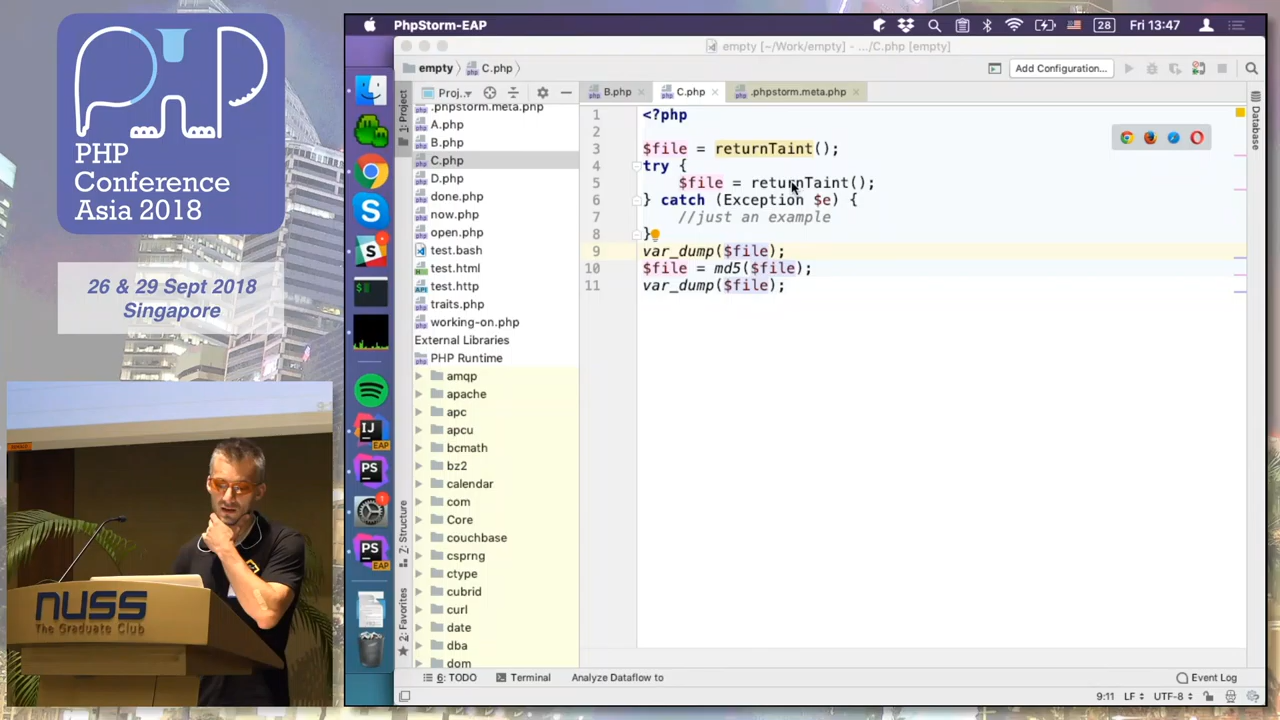 PHP
Conference
Asia 2018
26 & 29 Sept 2018
Singapore
NUSS
The Graduate Club
PhpStorm-EAP
28 Fri 13:47
empty [~/Work/empty] - .../C.php [empty]
empty C.php
Add Configuration...
1: Project
Proj..
B.php
C.php
.phpstorm.meta.php
Database
.phpstorm.meta.php
A.php
B.php
C.php
D.php
done.php
now.php
open.php
test.bash
test.html
test.http
traits.php
working-on.php
External Libraries
PHP Runtime
amqp
apache
apc
apcu
bcmath
bz2
calendar
com
Core
couchbase
csprng
ctype
cubrid
curl
date
dba
dom
1 <?php
2
3 $file = returnTaint();
4 try {
5 $file = returnTaint();
6 } catch (Exception $e) {
7 //just an example
8 }
9 var_dump($file);
10 $file = md5($file);
11 var_dump($file);
IJ
EAP
PS
PS
EAP
Z: Structure
2: Favorites
6: TODO
Terminal
Analyze Dataflow to
Event Log
9:11 LF UTF-8